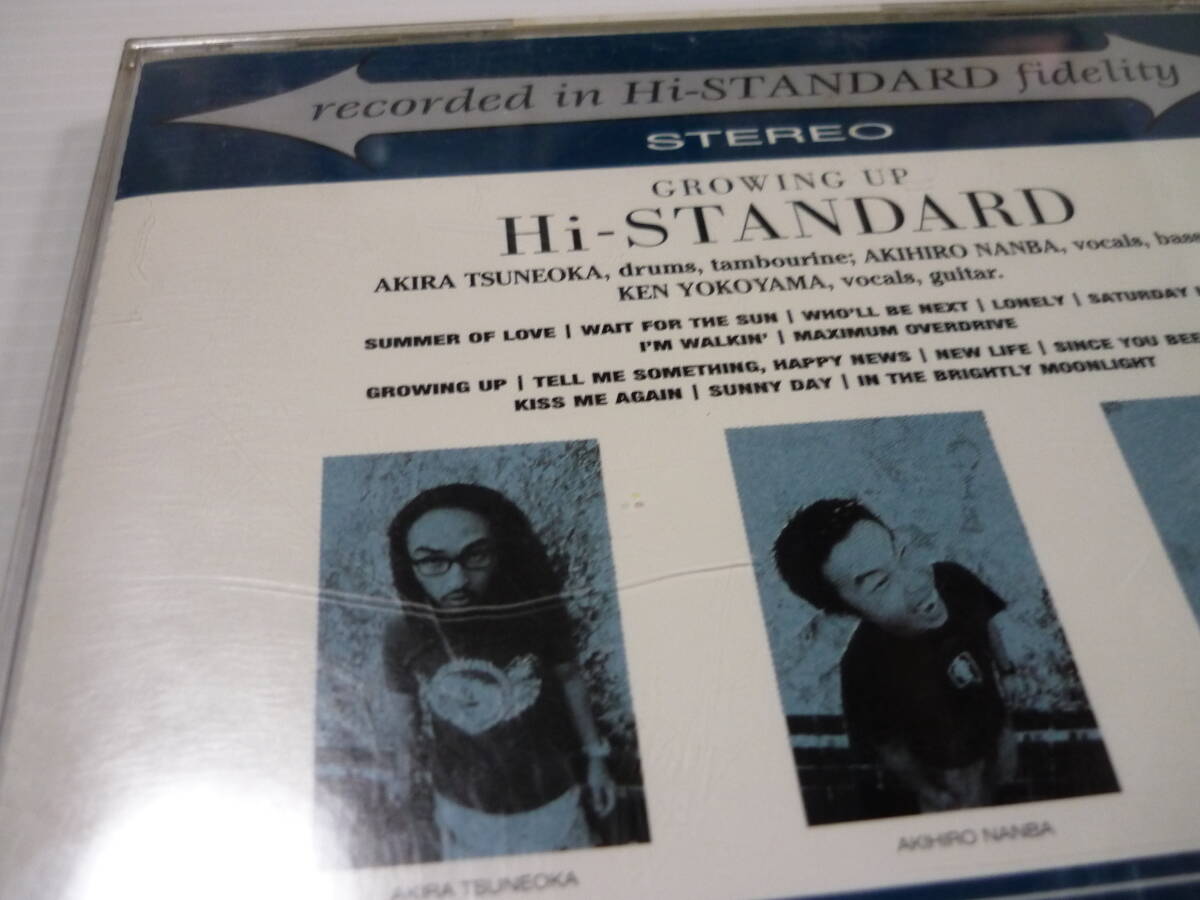 recorded in Hi-STANDARD fidelity
STEREO
GROWING UP
Hi-STANDARD
AKIRA TSUNEOKA, drums, tambourine; AKIHIRO NANBA, vocals, bass
KEN YOKOYAMA, vocals, guitar.
SUMMER OF LOVE | WAIT FOR THE SUN | WHO'LL BE NEXT | LONELY | SATURDAY
I'M WALKIN' | MAXIMUM OVERDRIVE
GROWING UP | TELL ME SOMETHING, HAPPY NEWS | NEW LIFE | SINCE YOU BEE
KISS ME AGAIN | SUNNY DAY | IN THE BRIGHTLY MOONLIGHT
AKIRA TSUNEOKA
AKIHIRO NANBA